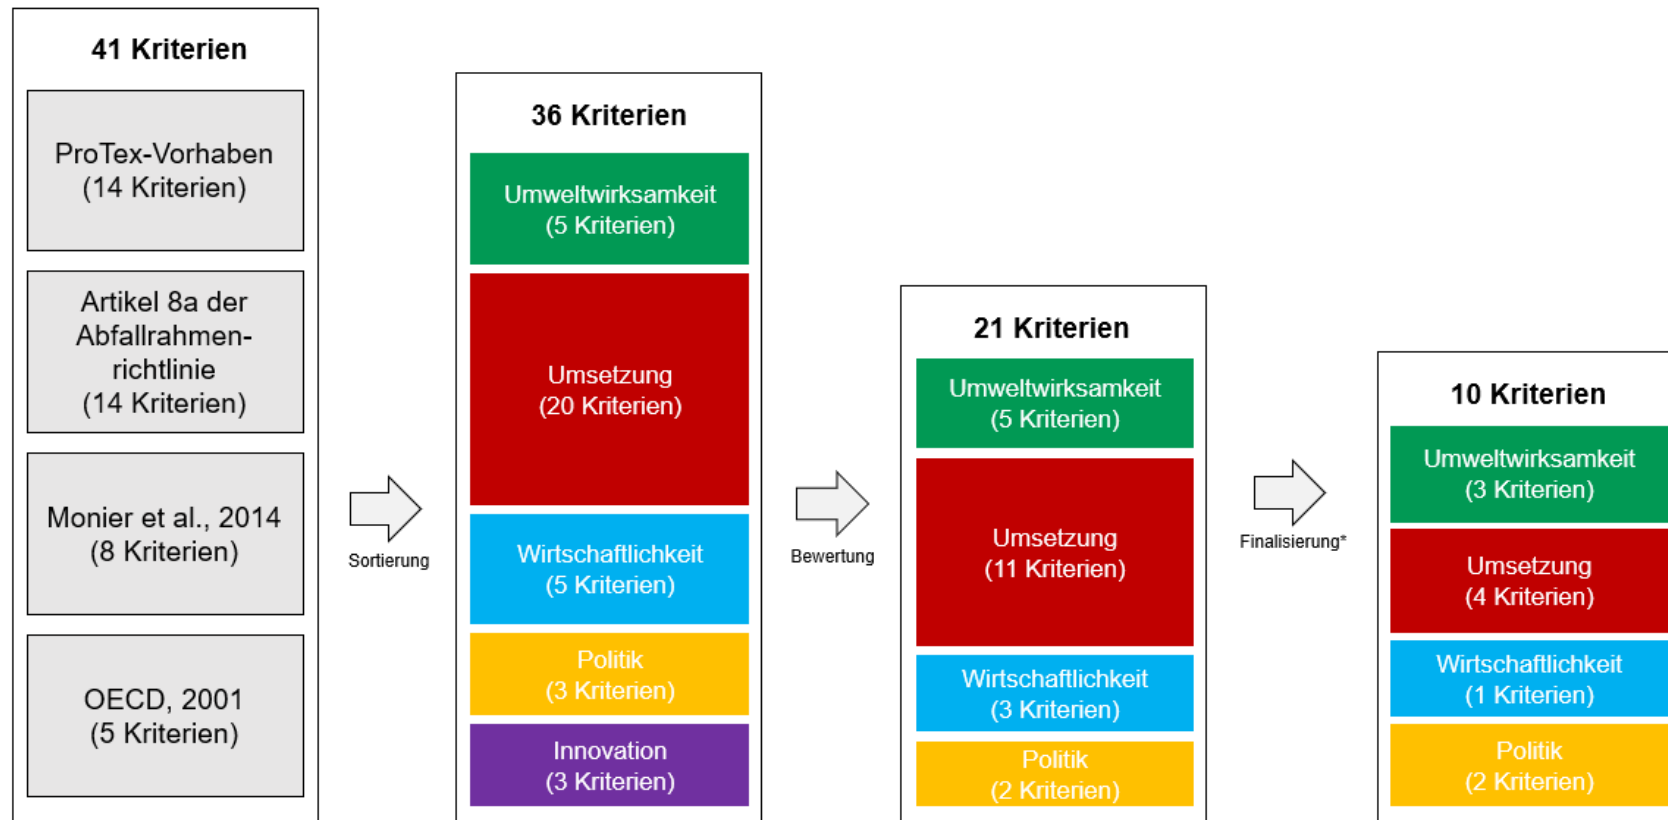 41 Kriterien
ProTex-Vorhaben
(14 Kriterien)
Artikel 8a der
Abfallrahmen-
richtlinie
(14 Kriterien)
Monier et al., 2014
(8 Kriterien)
OECD, 2001
(5 Kriterien)
Sortierung
36 Kriterien
Umweltwirksamkeit
(5 Kriterien)
Umsetzung
(20 Kriterien)
Wirtschaftlichkeit
(5 Kriterien)
Politik
(3 Kriterien)
Innovation
(3 Kriterien)
Bewertung
21 Kriterien
Umweltwirksamkeit
(5 Kriterien)
Umsetzung
(11 Kriterien)
Wirtschaftlichkeit
(3 Kriterien)
Politik
(2 Kriterien)
Finalisierung*
10 Kriterien
Umweltwirksamkeit
(3 Kriterien)
Umsetzung
(4 Kriterien)
Wirtschaftlichkeit
(1 Kriterien)
Politik
(2 Kriterien)